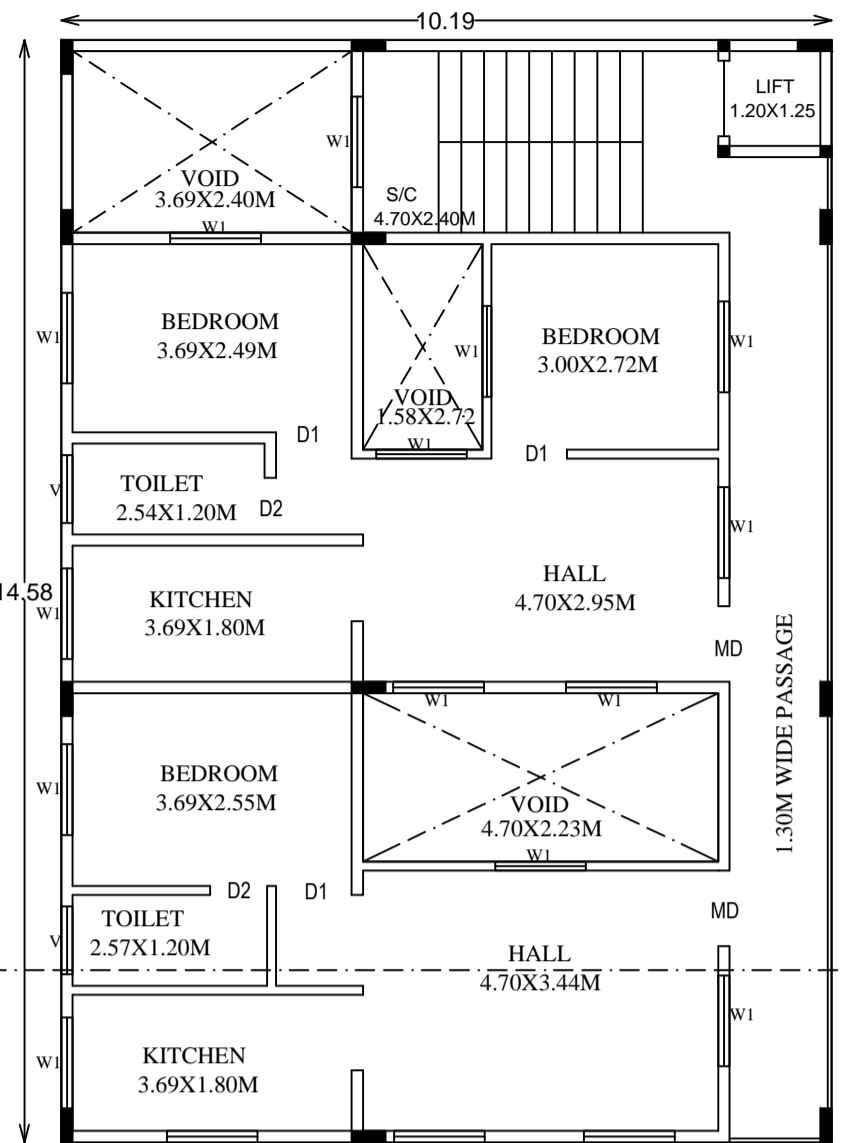 10.19
LIFT
1.20X1.25
W1
VOID
3.69X2.40M
S/C
4.70X2.40M
W1
BEDROOM
3.69X2.49M
W1
BEDROOM
3.00X2.72M
W1
W1
VOID
1.58X2.72
W1
D1
D1
TOILET
2.54X1.20M
V
D2
W1
HALL
4.70X2.95M
14.58
KITCHEN
3.69X1.80M
W1
MD
1.30M WIDE PASSAGE
W1
W1
BEDROOM
3.69X2.55M
W1
VOID
4.70X2.23M
W1
D2
D1
MD
TOILET
2.57X1.20M
V
HALL
4.70X3.44M
W1
KITCHEN
3.69X1.80M
W1